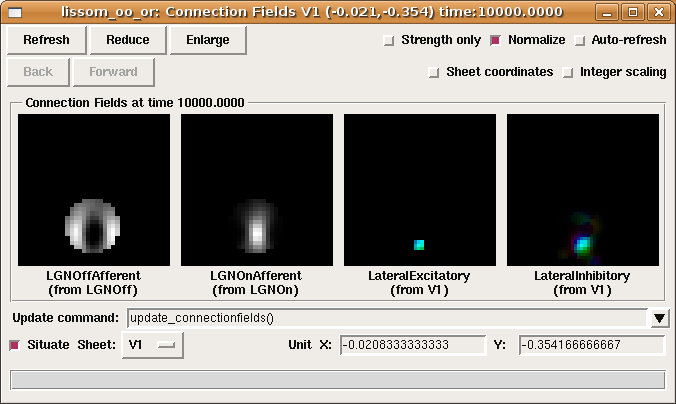 lissom_oo_or: Connection Fields V1 (-0.021,-0.354) time:10000.0000
Refresh Reduce Enlarge Strength only Normalize Auto-refresh
Back Forward Sheet coordinates Integer scaling
Connection Fields at time 10000.0000
LGNOffAfferent LGNOnAfferent LateralExcitatory LateralInhibitory
(from LGNOff) (from LGNOn) (from V1) (from V1)
Update command: update_connectionfields()
Situate Sheet: V1 Unit X: -0.0208333333333 Y: -0.354166666667